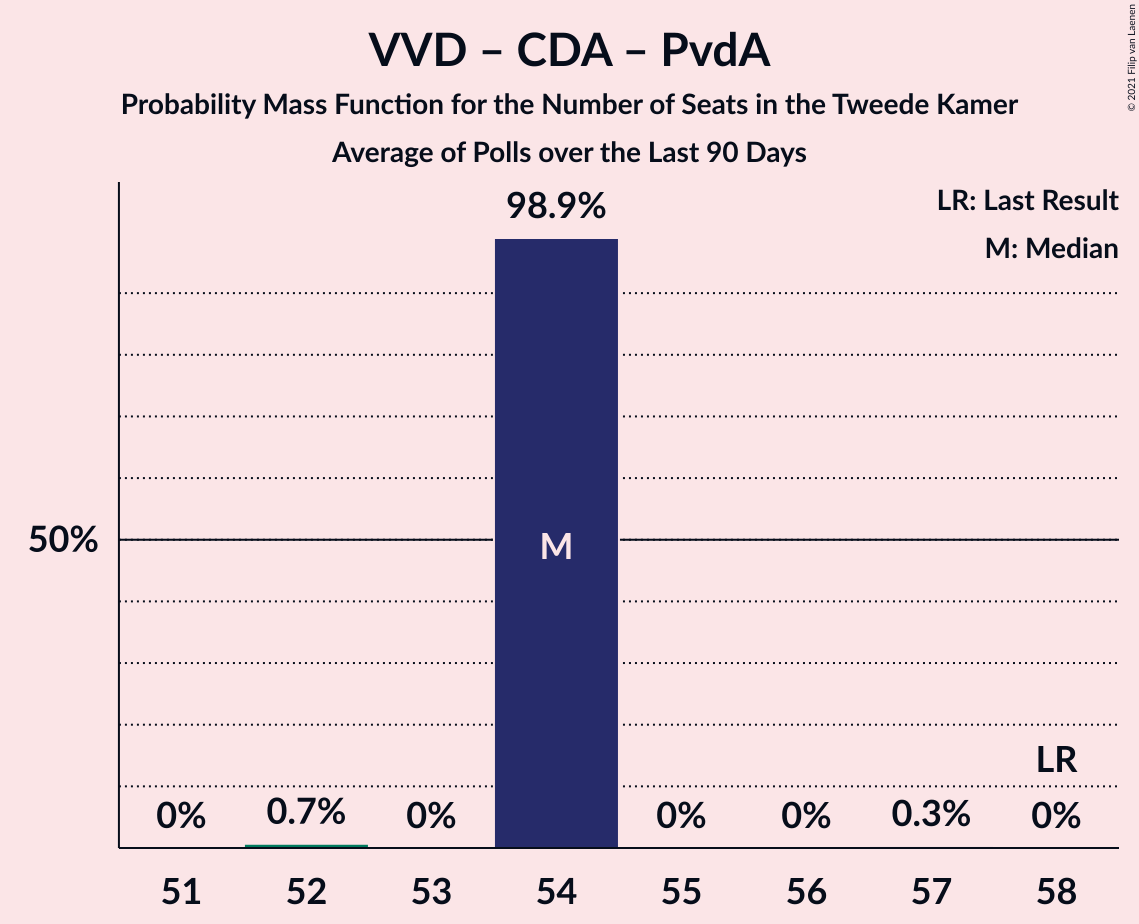 VVD – CDA – PvdA
Probability Mass Function for the Number of Seats in the Tweede Kamer
Average of Polls over the Last 90 Days
© 2021 Filip van Laenen
LR: Last Result
M: Median
98.9%
50%
M
LR
0% 0.7% 0% 0% 0% 0.3% 0%
51 52 53 54 55 56 57 58